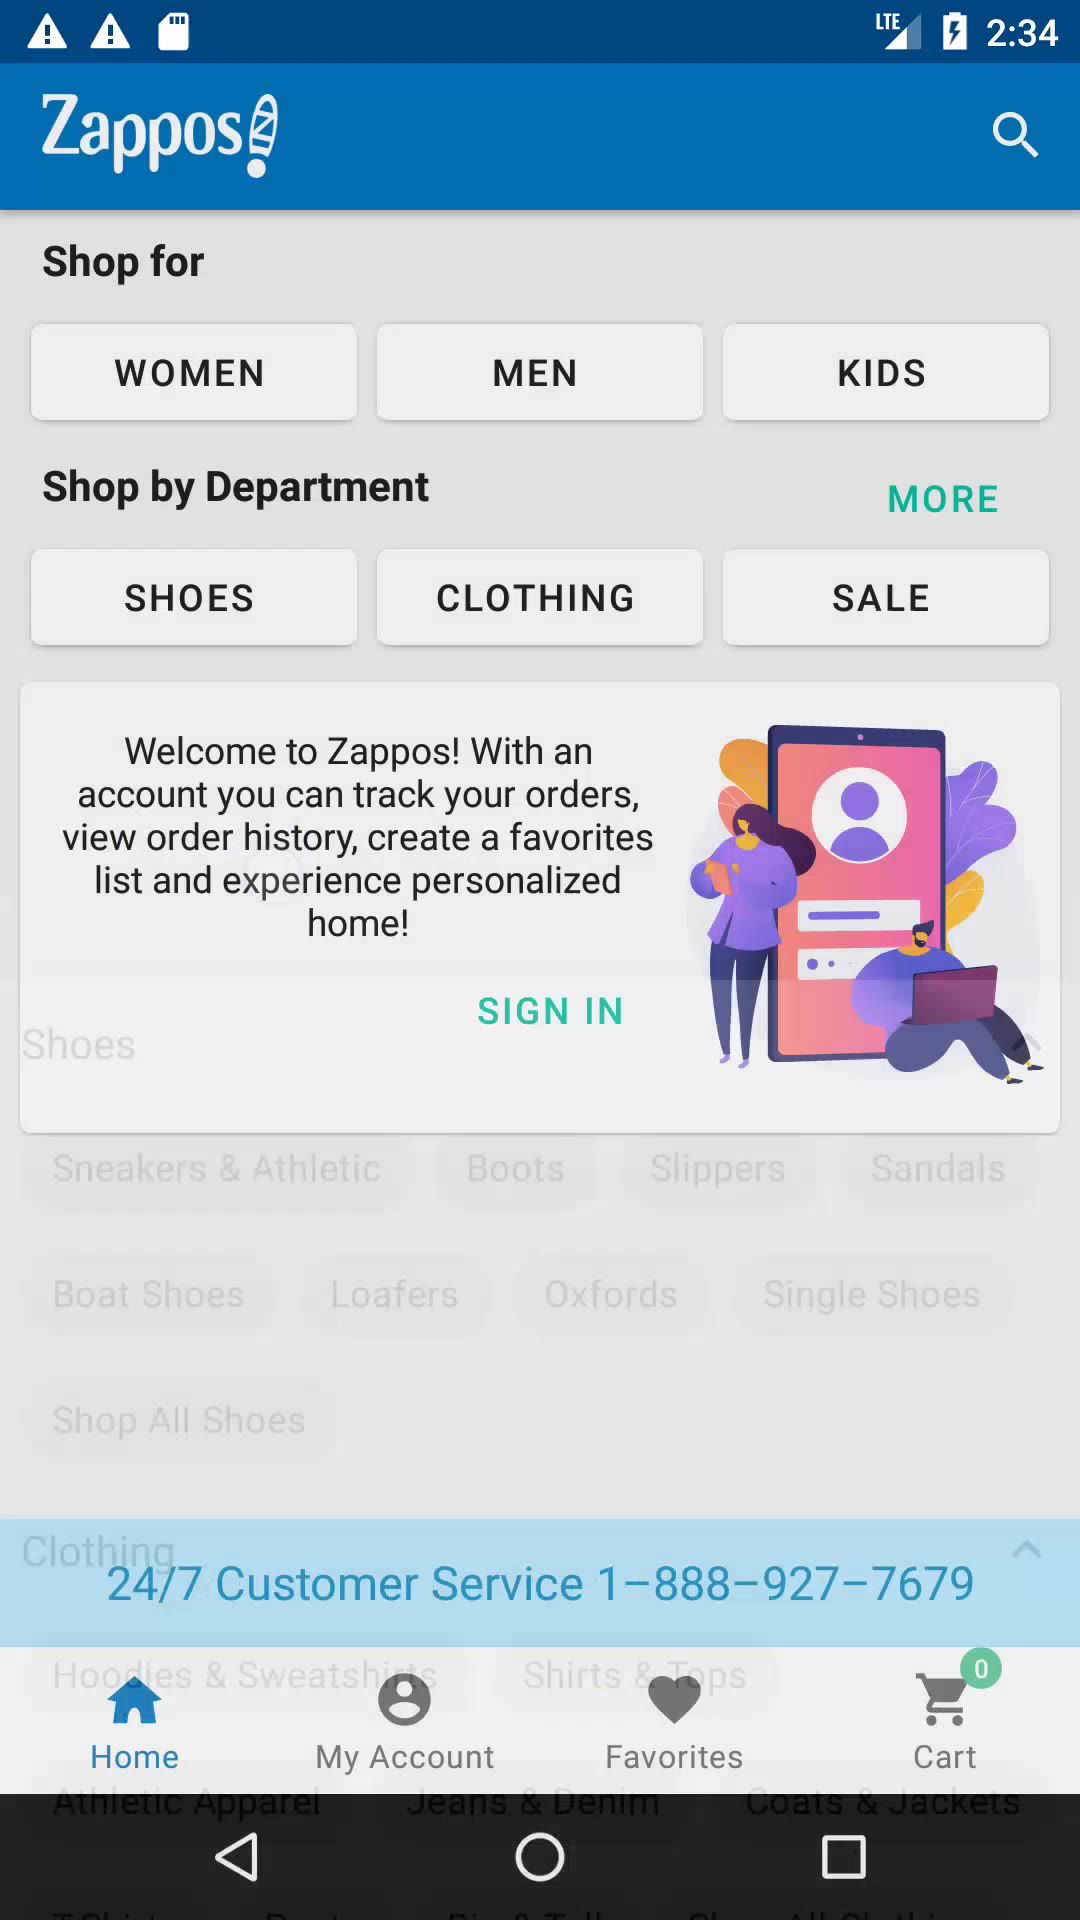 LTE 2:34
Zappos
Shop for
WOMEN MEN KIDS
Shop by Department MORE
SHOES CLOTHING SALE
Welcome to Zappos! With an
account you can track your orders,
view order history, create a favorites
list and experience personalized
home!
SIGN IN
Shoes
Sneakers & Athletic Boots Slippers Sandals
Boat Shoes Loafers Oxfords Single Shoes
Shop All Shoes
Clothing
24/7 Customer Service 1–888–927–7679
Hoodies & Sweatshirts Shirts & Tops
0
Home My Account Favorites Cart
Athletic Apparel Jeans & Denim Coats & Jackets